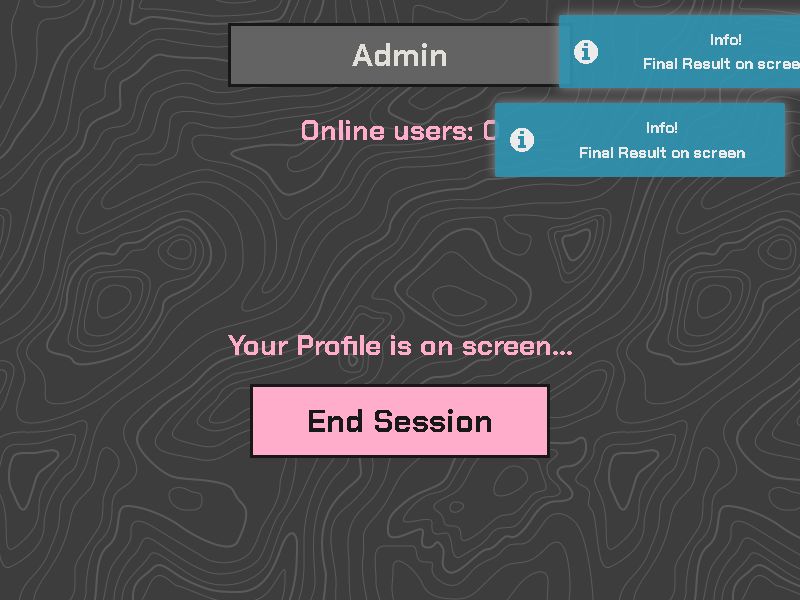 Admin
Info!
Final Result on scree
Online users:
Info!
Final Result on screen
Your Profile is on screen...
End Session